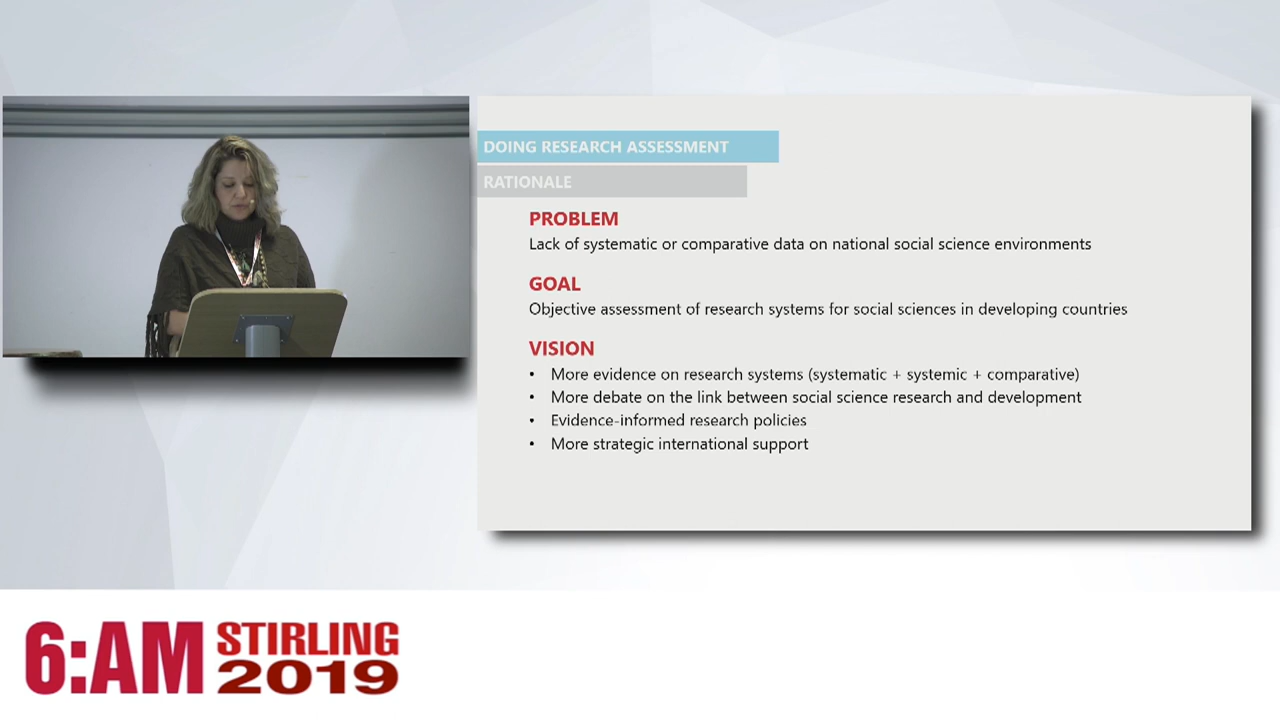 DOING RESEARCH ASSESSMENT
RATIONALE
PROBLEM
Lack of systematic or comparative data on national social science environments
GOAL
Objective assessment of research systems for social sciences in developing countries
VISION
• More evidence on research systems (systematic + systemic + comparative)
• More debate on the link between social science research and development
• Evidence-informed research policies
• More strategic international support
6:AM STIRLING
2019